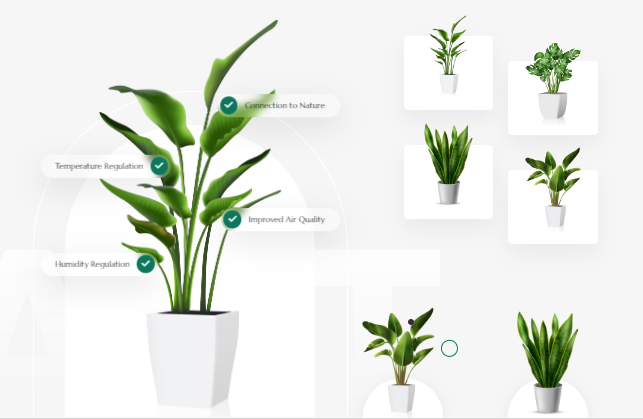 Connection to Nature
Temperature Regulation
Improved Air Quality
Humidity Regulation